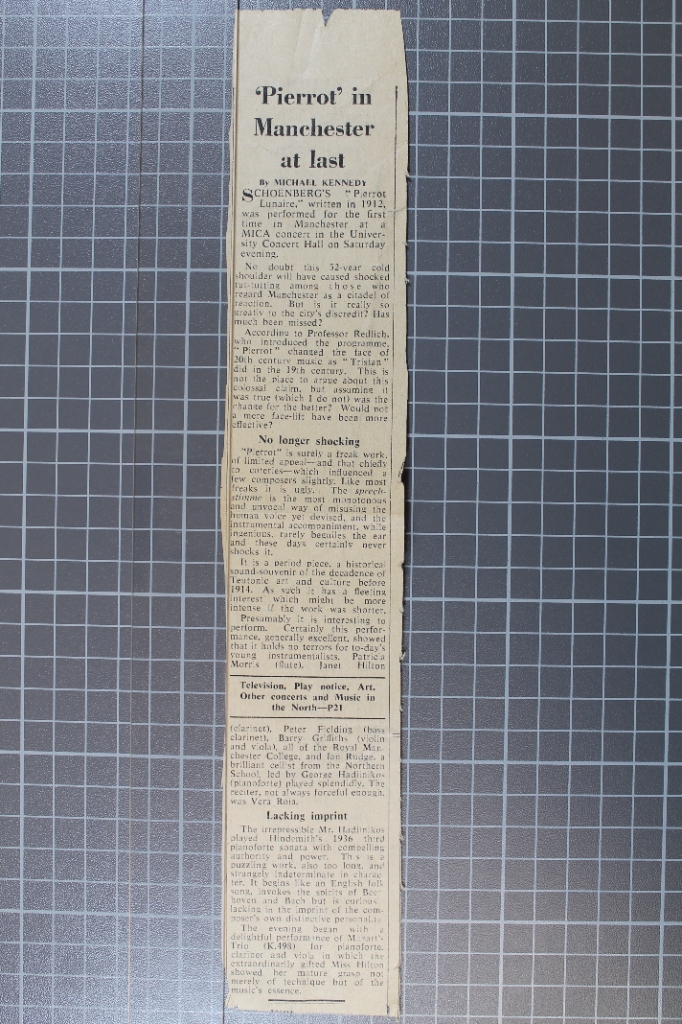 ‘Pierrot’ in
Manchester
at last
By MICHAEL KENNEDY
SCHOENBERG'S "Pierrot
Lunaire," written in 1912,
was performed for the first
time in Manchester at a
MICA concert in the Univer-
sity Concert Hall on Saturday
evening.
No doubt this 52-year cold
shoulder will have caused shocked
tut-tutting among those who
regard Manchester as a citadel of
reaction. But is it really so
greatly to the city's discredit? Has
much been missed?
According to Professor Redlich,
who introduced the programme,
"Pierrot" changed the face of
20th century music as "Tristan"
did in the 19th century. This is
not the place to argue about this
colossal claim, but assuming it
was true (which I do not) was the
change for the better? Would not
a mere face-lift have been more
effective?
No longer shocking
"Pierrot" is surely a freak work,
of limited appeal—and that chiefly
to coteries—which influenced a
few composers slightly. Like most
freaks it is ugly. The sprech-
stimme is the most monotonous
and unvocal way of misusing the
human voice yet devised, and the
instrumental accompaniment, while
ingenious, rarely beguiles the ear
and these days certainly never
shocks it.
It is a period piece, a historical
sound-souvenir of the decadence of
Teutonic art and culture before
1914. As such it has a fleeting
interest which might be more
intense if the work was shorter.
Presumably it is interesting to
perform. Certainly this perfor-
mance, generally excellent, showed
that it holds no terrors for to-day's
young instrumentalists. Patricia
Morris (flute), Janet Hilton
Television, Play notice, Art,
Other concerts and Music in
the North—P21
(clarinet), Peter Fielding (bass
clarinet), Barry Griffiths (violin
and viola), all of the Royal Man-
chester College, and Ian Rudge, a
brilliant cellist from the Northern
School, led by George Hadjinikos
(pianoforte) played splendidly. The
reciter, not always forceful enough,
was Vera Roza.
Lacking imprint
The irrepressible Mr. Hadjinikos
played Hindemith's 1936 third
pianoforte sonata with compelling
authority and power. This is a
puzzling work, also too long, and
strangely indeterminate in charac-
ter. It begins like an English folk
song, invokes the spirits of Beet-
hoven and Bach but is curiously
lacking in the imprint of the com-
poser's own distinctive personality.
The evening began with a
delightful performance of Mozart's
Trio (K.498) for pianoforte,
clarinet and viola in which the
extraordinarily gifted Miss Hilton
showed her mature grasp not
merely of technique but of the
music's essence.